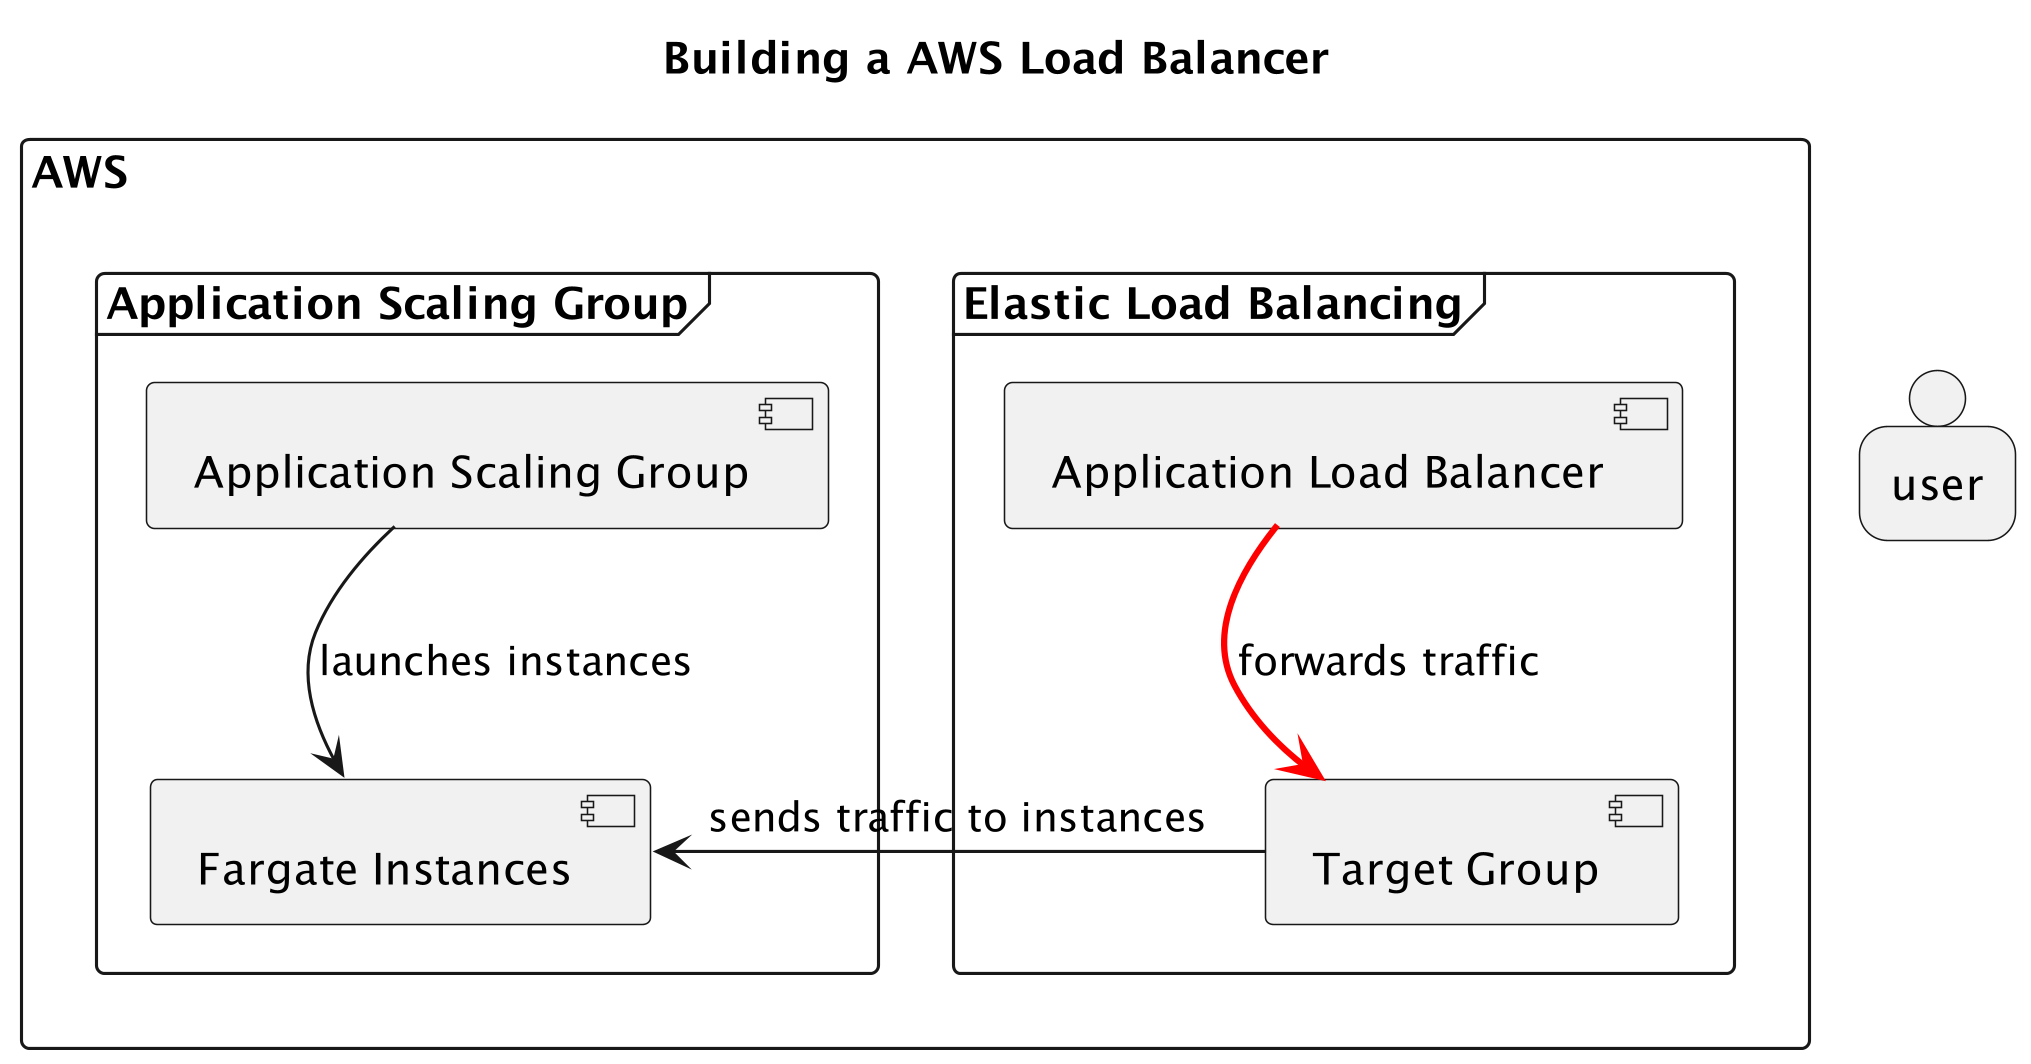 Building a AWS Load Balancer
AWS
Application Scaling Group
Elastic Load Balancing
Application Scaling Group
Application Load Balancer
user
launches instances
forwards traffic
sends traffic to instances
Fargate Instances
Target Group